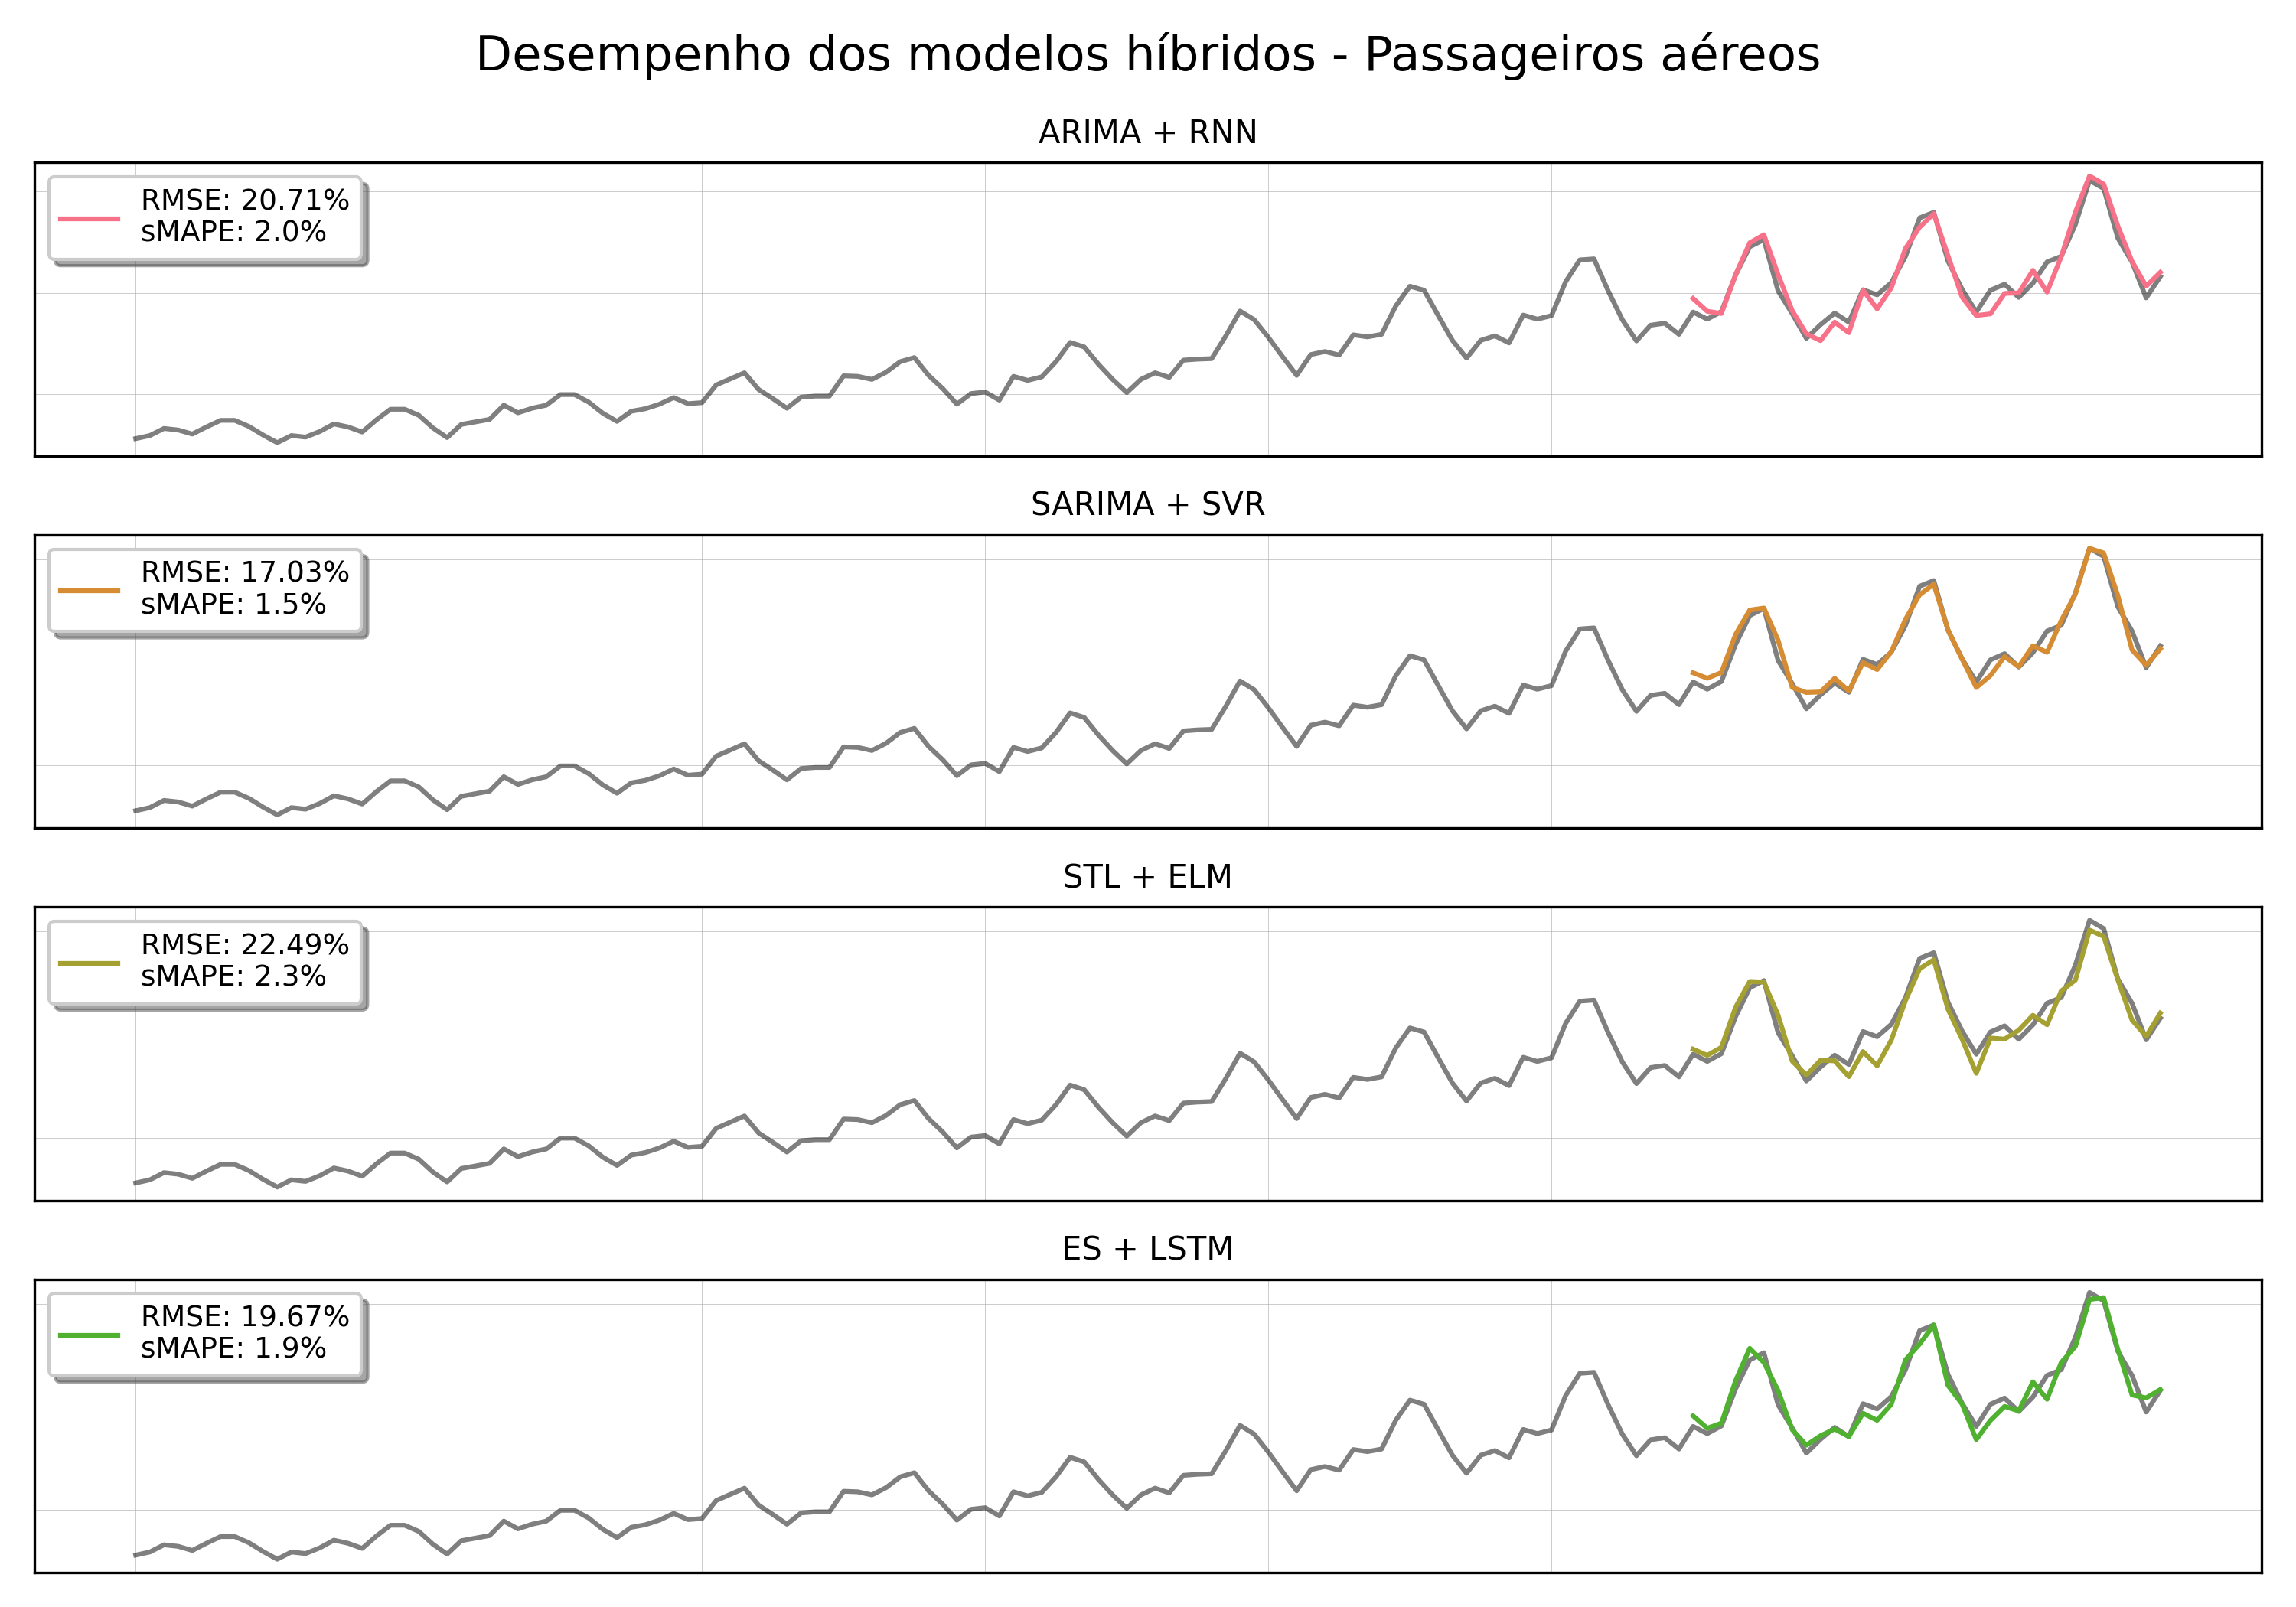 Desempenho dos modelos híbridos - Passageiros aéreos
ARIMA + RNN
RMSE: 20.71%
sMAPE: 2.0%
SARIMA + SVR
RMSE: 17.03%
sMAPE: 1.5%
STL + ELM
RMSE: 22.49%
sMAPE: 2.3%
ES + LSTM
RMSE: 19.67%
sMAPE: 1.9%